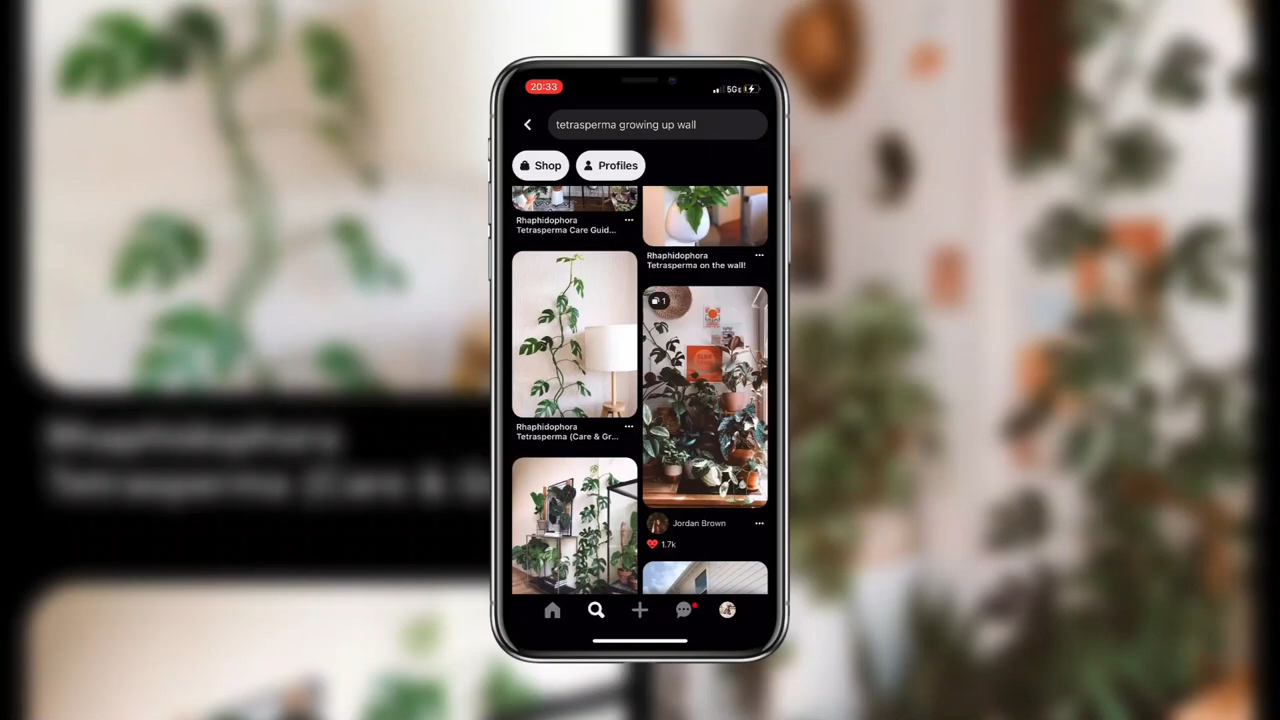 20:33
5GE
tetrasperma growing up wall
Shop
Profiles
Rhaphidophora
Tetrasperma Care Guid...
Rhaphidophora
Tetrasperma on the wall!
1
Rhaphidophora
Tetrasperma (Care & Gr...
Jordan Brown
1.7k